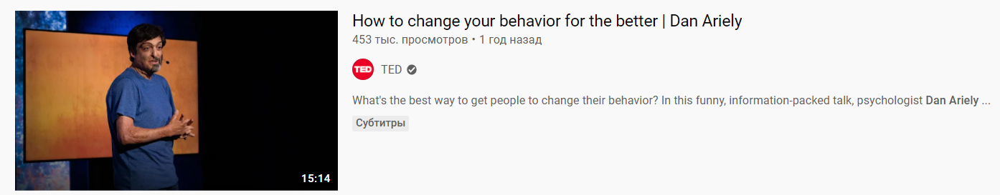 How to change your behavior for the better | Dan Ariely
453 тыс. просмотров • 1 год назад
TED TED
What's the best way to get people to change their behavior? In this funny, information-packed talk, psychologist Dan Ariely ...
Субтитры
15:14